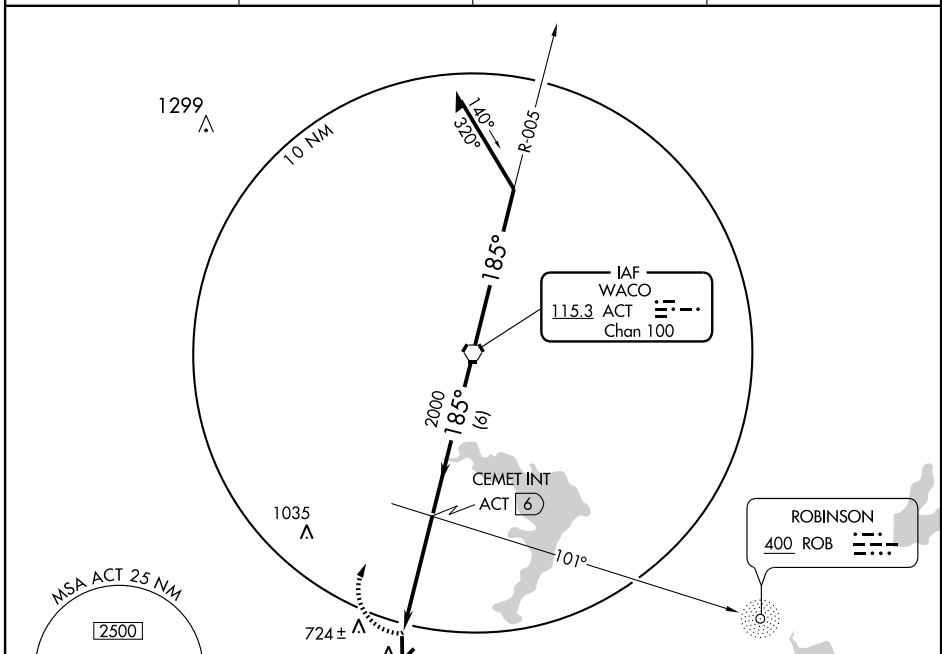 1299
10 NM
140°
320°
R-005
185°
IAF
WACO
115.3 ACT
Chan 100
2000
185°
(6)
CEMET INT
ACT 6
1035
101°
ROBINSON
400 ROB
MSA ACT 25 NM
2500
724±